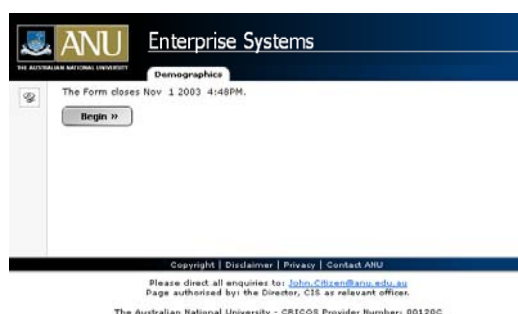 ANU
Enterprise Systems
THE AUSTRALIAN NATIONAL UNIVERSITY
Demographics
The Form closes Nov 1 2003 4:48PM.
Begin »
Copyright | Disclaimer | Privacy | Contact ANU
Please direct all enquiries to: John.Citizen@anu.edu.au
Page authorised by: the Director, CIS as relevant officer.
The Australian National University - CRICOS Provider Number: 00120C